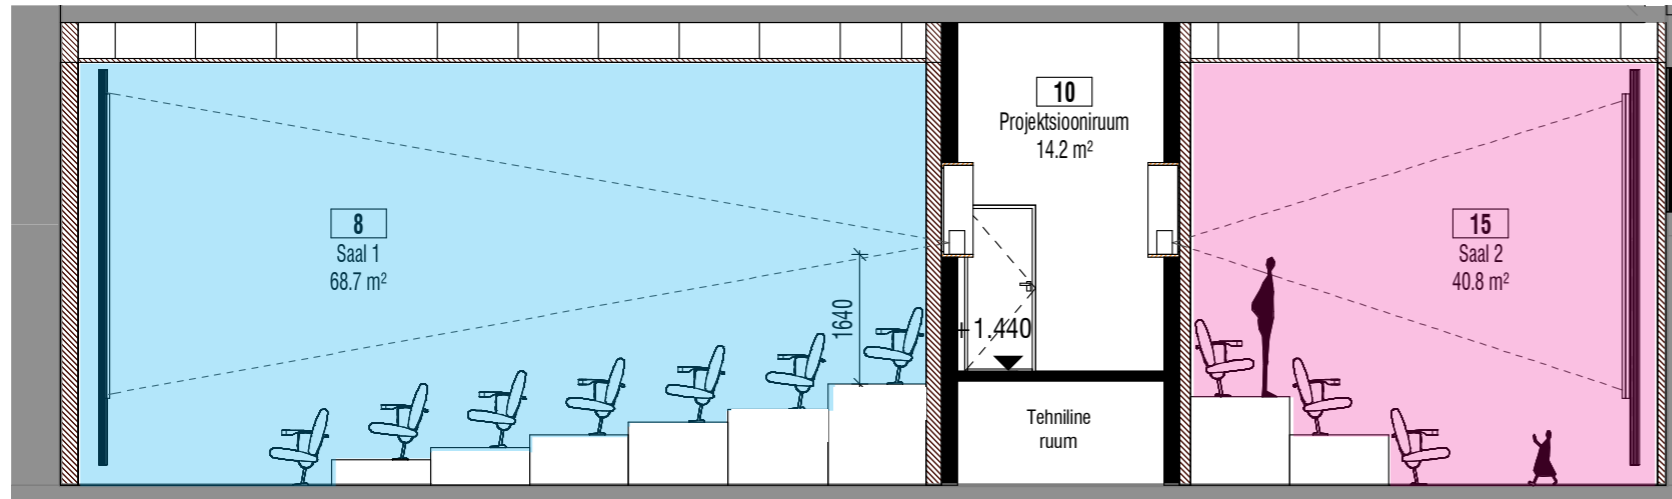 8
Saal 1
68.7 m²
1640
10
Projektsiooniruum
14.2 m²
+1.440
Tehniline
ruum
15
Saal 2
40.8 m²